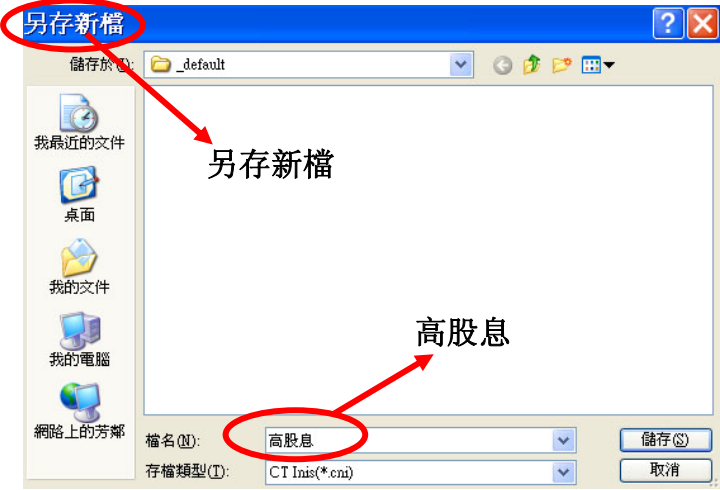 另存新檔
儲存於(I):
_default
我最近的文件
另存新檔
桌面
我的文件
高股息
我的電腦
網路上的芳鄰
檔名(N):
高股息
儲存(S)
存檔類型(T):
CT Inis(*.cni)
取消